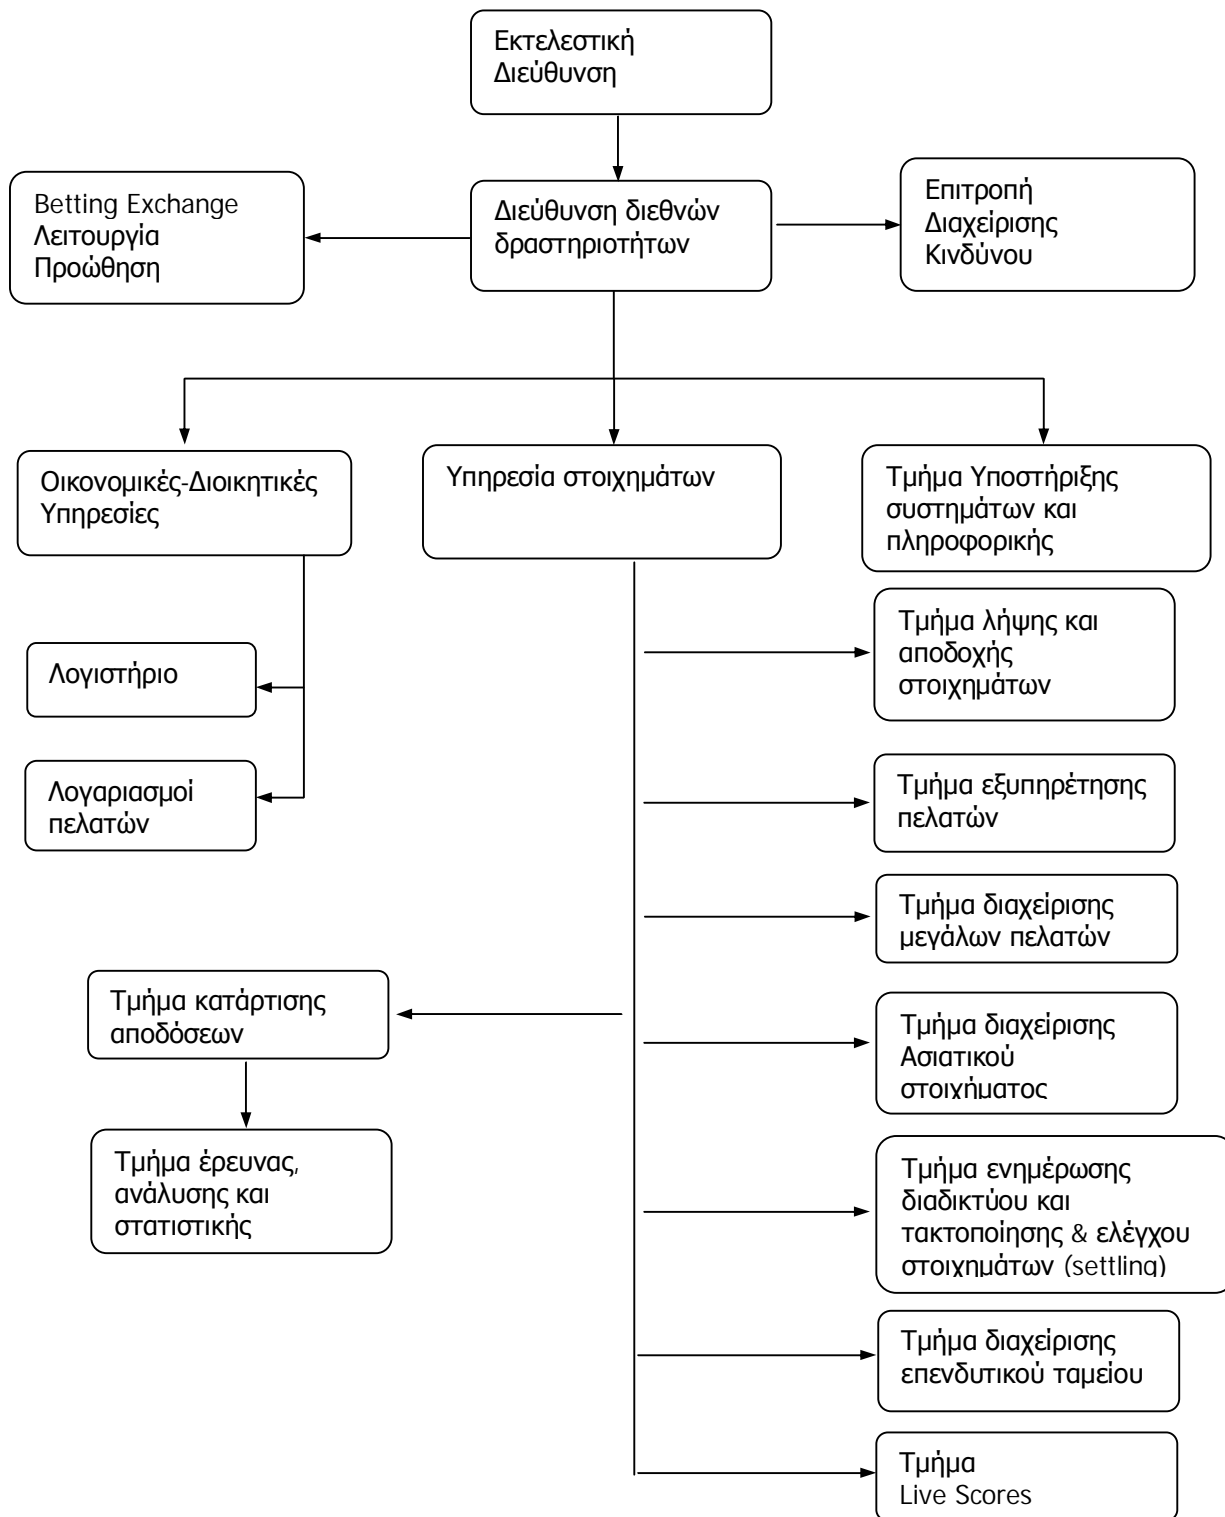 Εκτελεστική
Διεύθυνση
Betting Exchange
Λειτουργία
Προώθηση
Διεύθυνση διεθνών
δραστηριοτήτων
Επιτροπή
Διαχείρισης
Κινδύνου
Οικονομικές-Διοικητικές
Υπηρεσίες
Υπηρεσία στοιχημάτων
Τμήμα Υποστήριξης
συστημάτων και
πληροφορικής
Λογιστήριο
Λογαριασμοί
πελατών
Τμήμα λήψης και
αποδοχής
στοιχημάτων
Τμήμα εξυπηρέτησης
πελατών
Τμήμα διαχείρισης
μεγάλων πελατών
Τμήμα κατάρτισης
αποδόσεων
Τμήμα διαχείρισης
Ασιατικού
στοιχήματος
Τμήμα έρευνας,
ανάλυσης και
στατιστικής
Τμήμα ενημέρωσης
διαδικτύου και
τακτοποίησης & ελέγχου
στοιχημάτων (settling)
Τμήμα διαχείρισης
επενδυτικού ταμείου
Τμήμα
Live Scores